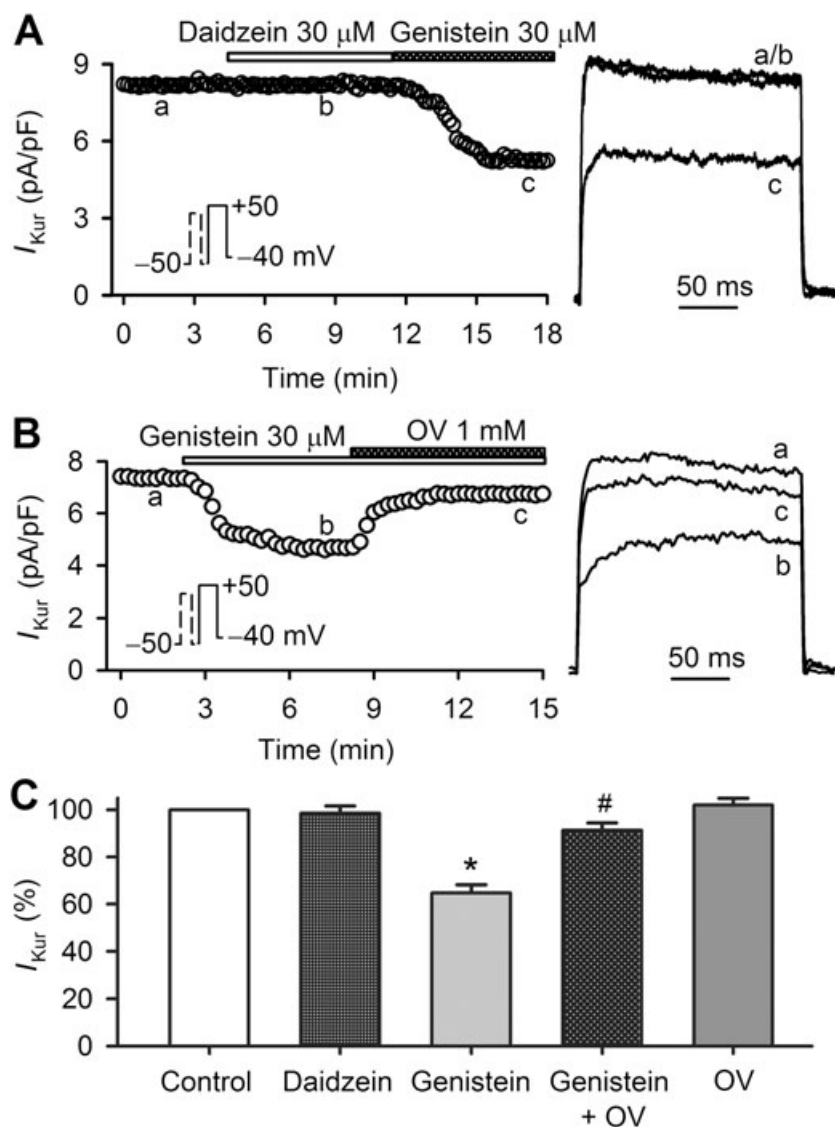 A
Daidzein 30 μM Genistein 30 μM
9
6
3
0
I_Kur (pA/pF)
a
b
c
+50
−50
−40 mV
0 3 6 9 12 15 18
Time (min)
a/b
c
50 ms
B
Genistein 30 μM
OV 1 mM
8
6
4
2
0
I_Kur (pA/pF)
a
b
c
+50
−50
−40 mV
0 3 6 9 12 15
Time (min)
a
c
b
50 ms
C
100
80
60
40
20
0
I_Kur (%)
*
#
Control Daidzein Genistein Genistein + OV OV